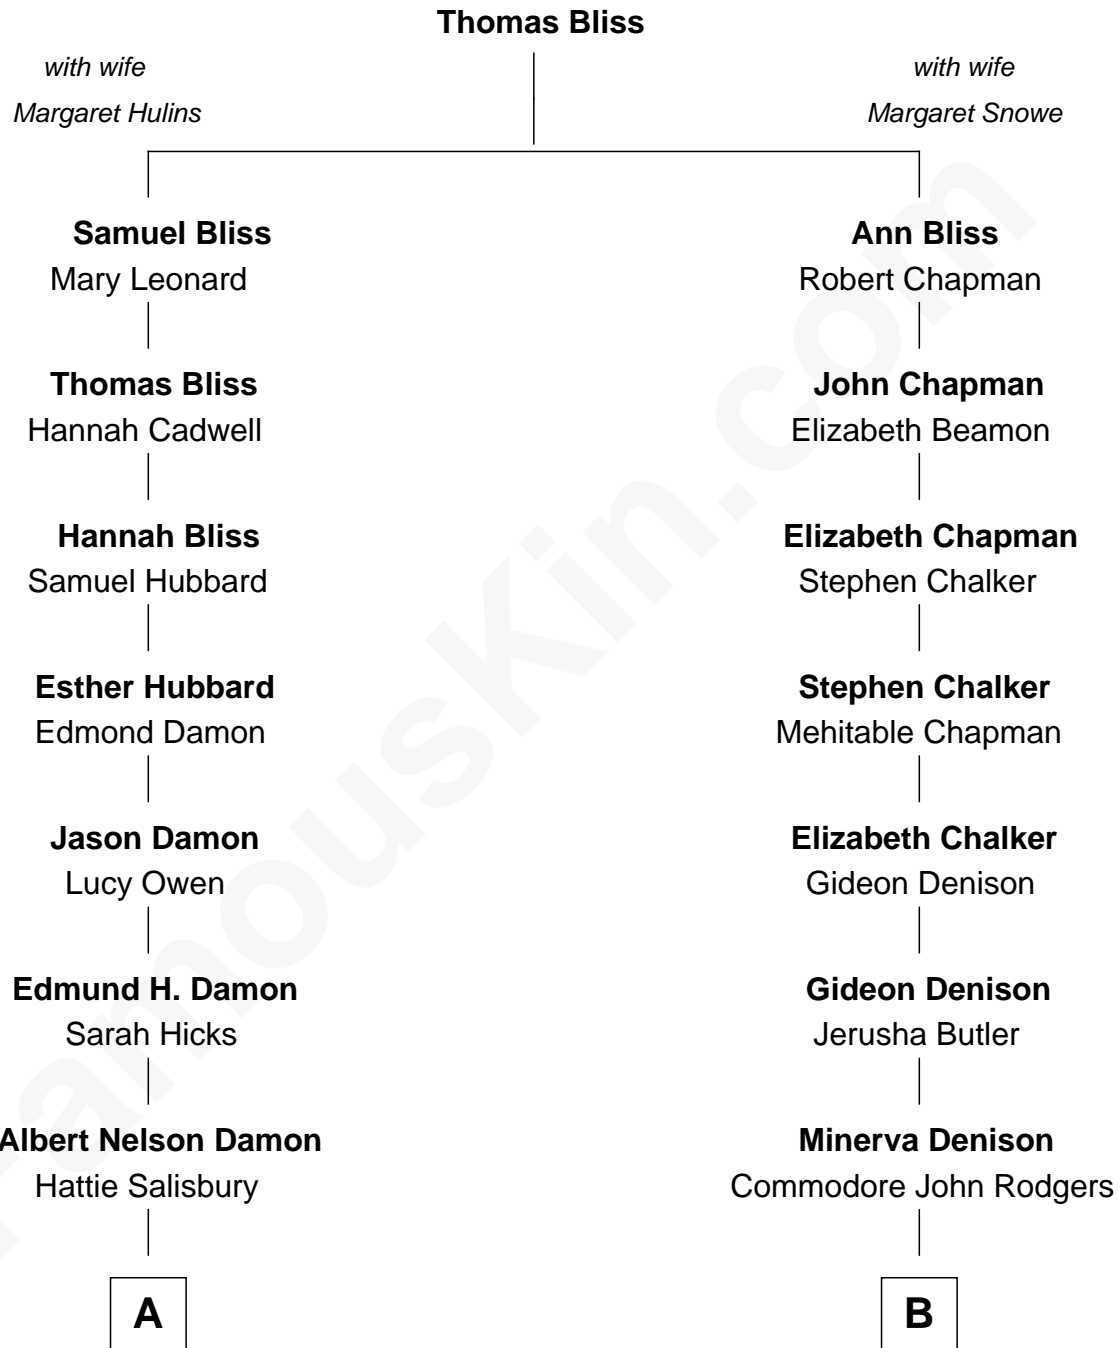 Thomas Bliss
with wife
Margaret Hulins
with wife
Margaret Snowe
Samuel Bliss
Mary Leonard
Ann Bliss
Robert Chapman
Thomas Bliss
Hannah Cadwell
John Chapman
Elizabeth Beamon
Hannah Bliss
Samuel Hubbard
Elizabeth Chapman
Stephen Chalker
Esther Hubbard
Edmond Damon
Stephen Chalker
Mehitable Chapman
Jason Damon
Lucy Owen
Elizabeth Chalker
Gideon Denison
Edmund H. Damon
Sarah Hicks
Gideon Denison
Jerusha Butler
Albert Nelson Damon
Hattie Salisbury
Minerva Denison
Commodore John Rodgers
A
B
FamousKin.com